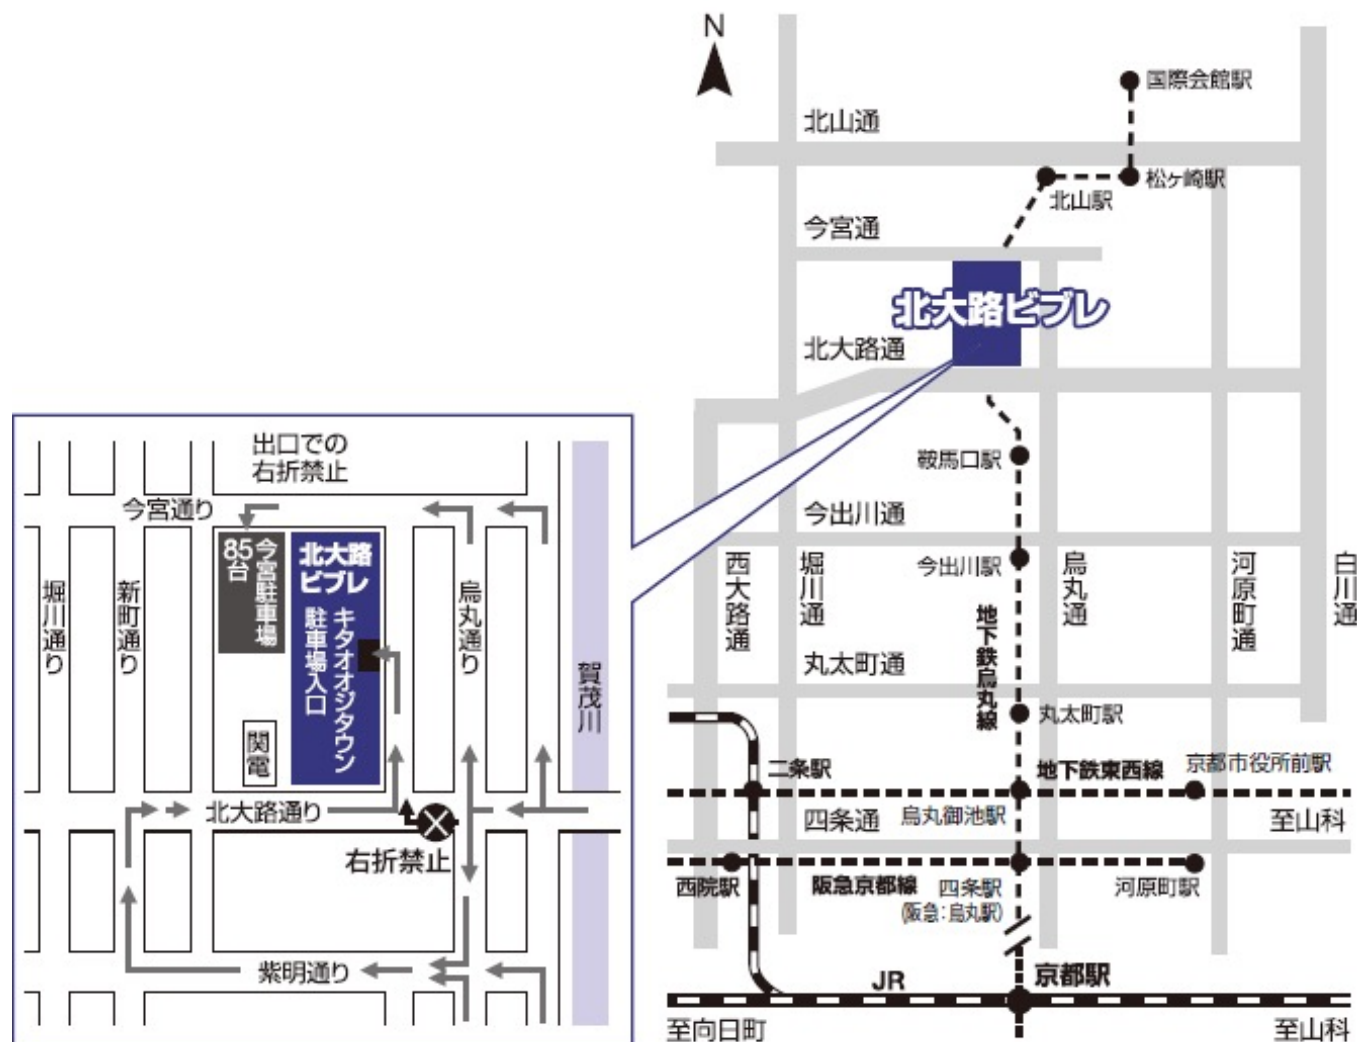 N
国際会館駅
北山通
松ヶ崎駅
北山駅
今宮通
北大路ビブレ
北大路通
鞍馬口駅
今出川通
今出川駅
西大路通
堀川通
地下鉄烏丸線
烏丸通
河原町通
白川通
丸太町通
丸太町駅
二条駅
地下鉄東西線
京都市役所前駅
四条通
烏丸御池駅
至山科
西院駅
阪急京都線
四条駅
(阪急:烏丸駅)
河原町駅
JR
京都駅
至向日町
至山科
出口での
右折禁止
今宮通り
85台
今宮駐車場
北大路
ビブレ
キタオオジタウン
駐車場入口
堀川通り
新町通り
烏丸通り
賀茂川
関電
北大路通り
右折禁止
紫明通り